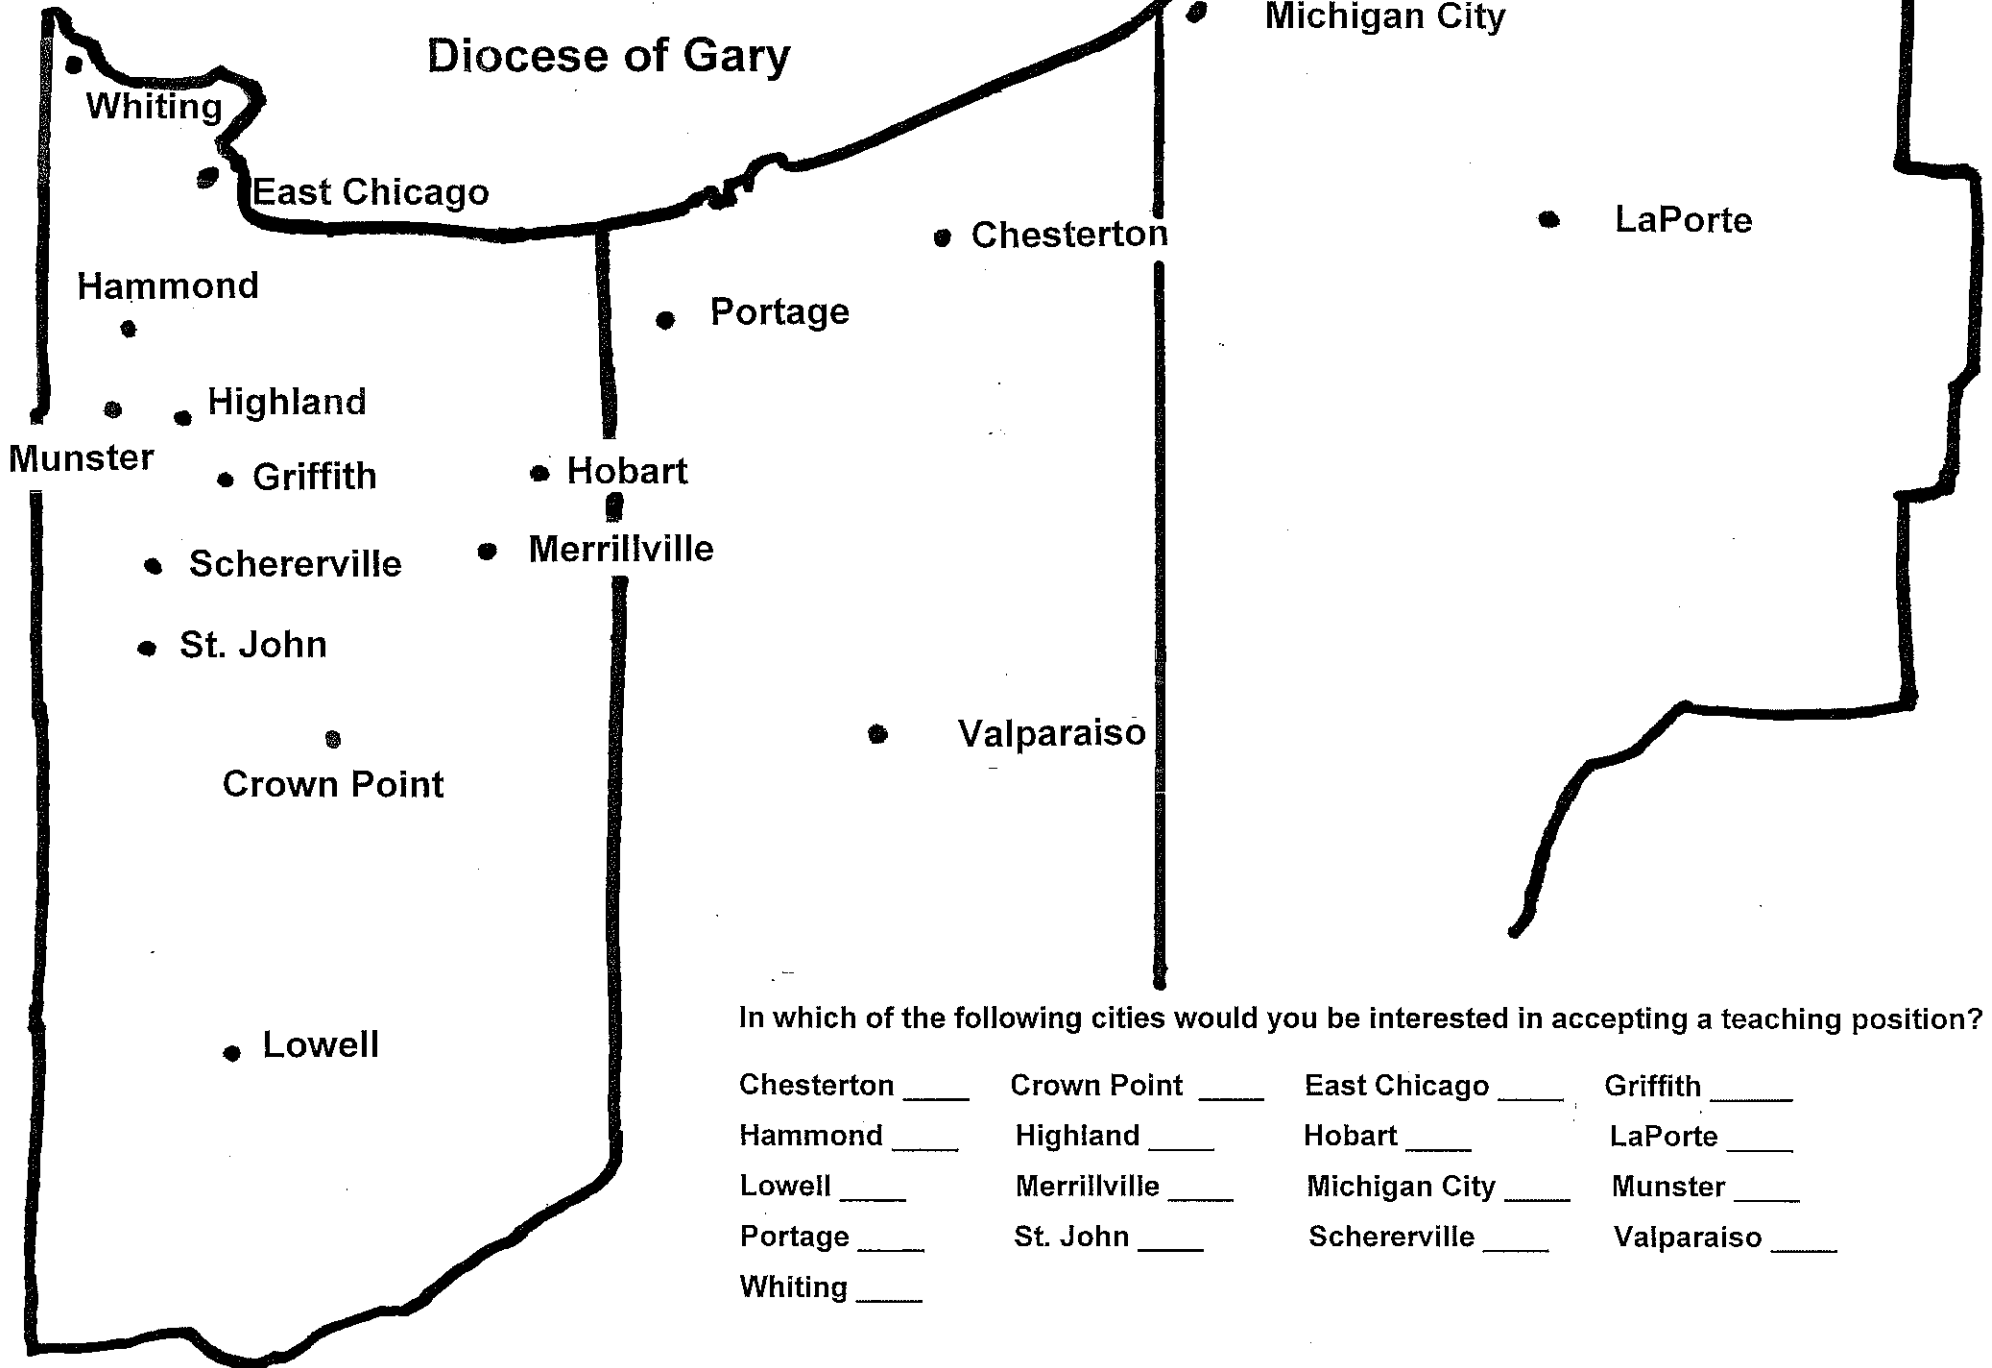 Michigan City
Diocese of Gary
Whiting
East Chicago
Chesterton
LaPorte
Hammond
Portage
Highland
Munster
Griffith
Hobart
Schererville
Merrillville
St. John
Valparaiso
Crown Point
Lowell
In which of the following cities would you be interested in accepting a teaching position?
Chesterton ____ Crown Point ____ East Chicago ____ Griffith _____
Hammond ____ Highland ____ Hobart ____ LaPorte ____
Lowell ____ Merrillville ____ Michigan City ____ Munster ____
Portage ____ St. John ____ Schererville ____ Valparaiso ____
Whiting ____